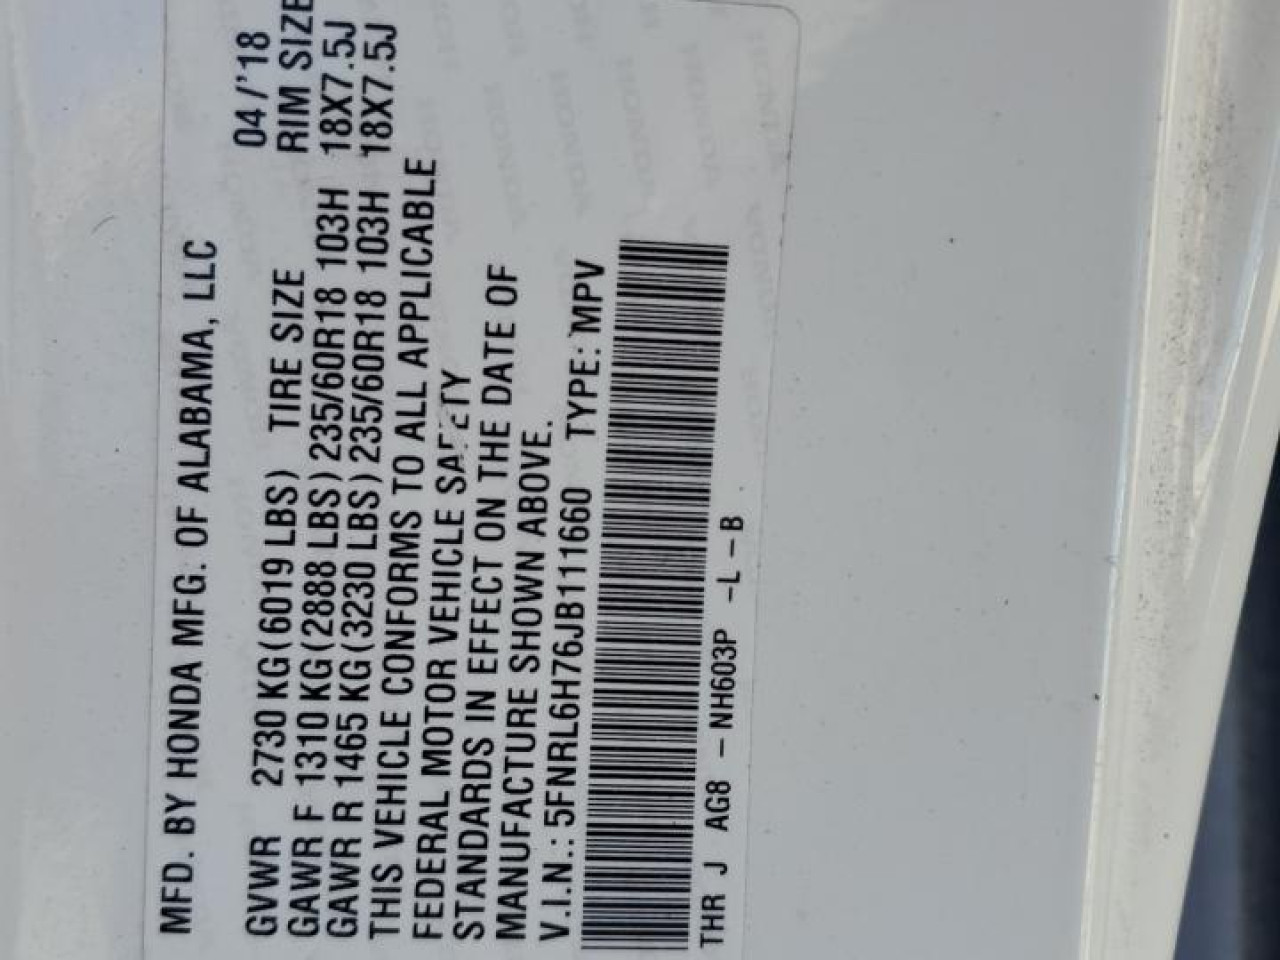 MFD. BY HONDA MFG. OF ALABAMA, LLC
04/'18
GVWR 2730 KG(6019 LBS) TIRE SIZE RIM SIZE
GAWR F 1310 KG(2888 LBS) 235/60R18 103H 18X7.5J
GAWR R 1465 KG(3230 LBS) 235/60R18 103H 18X7.5J
THIS VEHICLE CONFORMS TO ALL APPLICABLE
FEDERAL MOTOR VEHICLE SAFETY
STANDARDS IN EFFECT ON THE DATE OF
MANUFACTURE SHOWN ABOVE.
V.I.N.: 5FNRL6H76JB111660 TYPE: MPV
THR J AG8 -NH603P -L-B